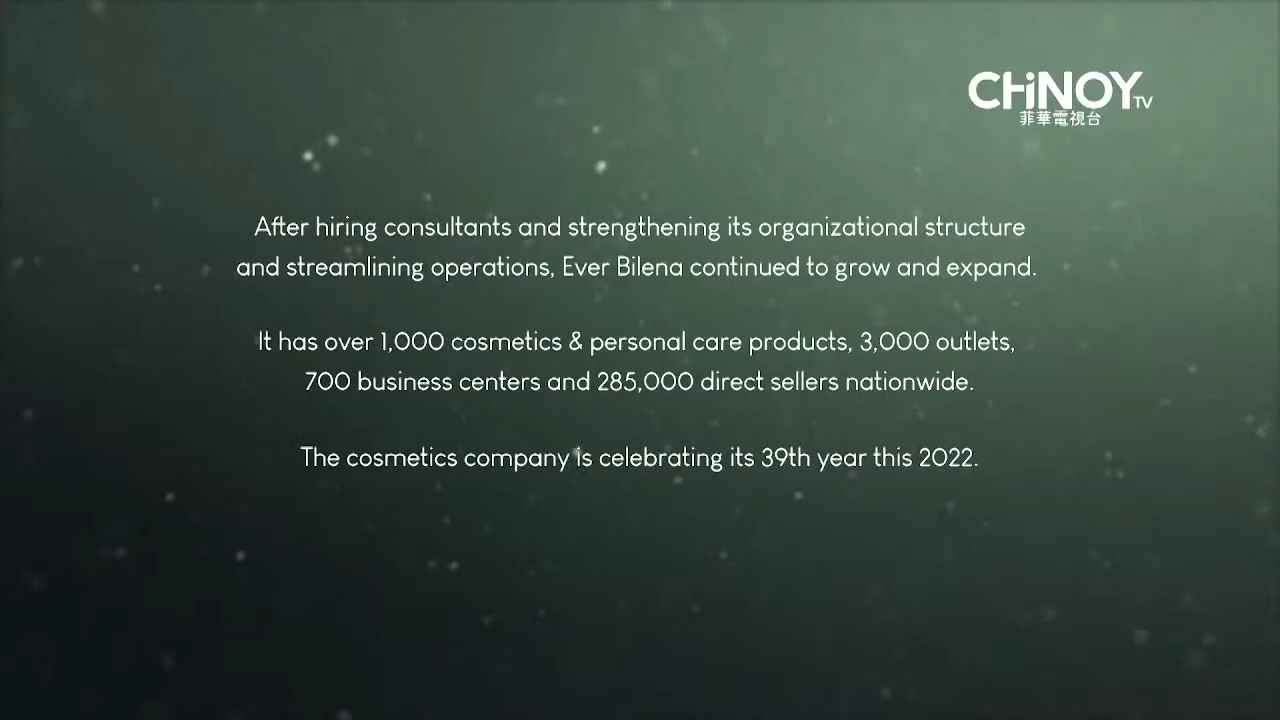 CHiNOY TV
菲華電視台
After hiring consultants and strengthening its organizational structure
and streamlining operations, Ever Bilena continued to grow and expand.
It has over 1,000 cosmetics & personal care products, 3,000 outlets,
700 business centers and 285,000 direct sellers nationwide.
The cosmetics company is celebrating its 39th year this 2022.